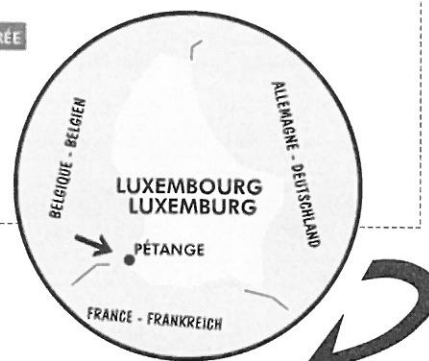 RÉE
BELGIQUE - BELGIEN
ALLEMAGNE - DEUTSCHLAND
LUXEMBOURG
LUXEMBURG
PÉTANGE
FRANCE - FRANKREICH